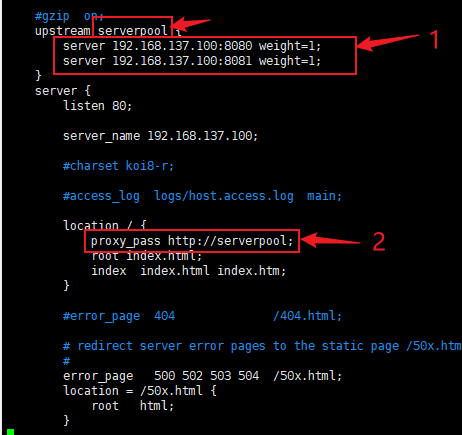 #gzip  on;
upstream serverpool {
server 192.168.137.100:8080 weight=1;
server 192.168.137.100:8081 weight=1;
}
1
server {
listen 80;
server_name 192.168.137.100;
#charset koi8-r;
#access_log  logs/host.access.log  main;
location / {
proxy_pass http://serverpool;
2
root index.html;
index  index.html index.htm;
}
#error_page  404              /404.html;
# redirect server error pages to the static page /50x.htm
#
error_page   500 502 503 504  /50x.html;
location = /50x.html {
root   html;
}